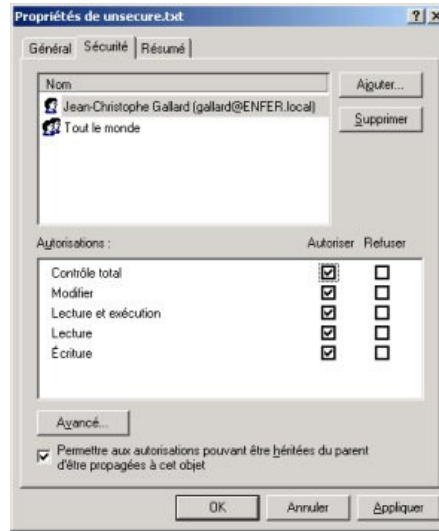 Propriétés de unsecure.txt
Général Sécurité Résumé
Nom
Jean-Christophe Gallard (gallard@ENFER.local)
Tout le monde
Ajouter...
Supprimer
Autorisations : Autoriser Refuser
Contrôle total
Modifier
Lecture et exécution
Lecture
Écriture
Avancé...
Permettre aux autorisations pouvant être héritées du parent
d'être propagées à cet objet
OK Annuler Appliquer